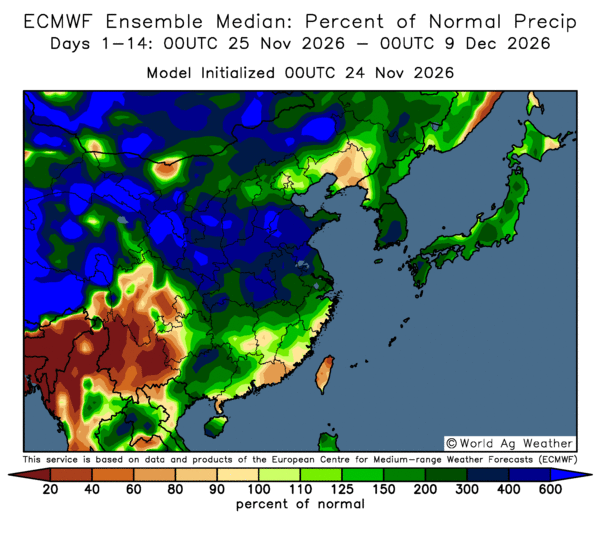 ECMWF Ensemble Median: Percent of Normal Precip
Days 1-14: 00UTC 25 Nov 2026 - 00UTC 9 Dec 2026
Model Initialized 00UTC 24 Nov 2026
© World Ag Weather
This service is based on data and products of the European Centre for Medium-range Weather Forecasts (ECMWF)
20 40 60 80 90 100 110 125 150 200 300 400 600
percent of normal